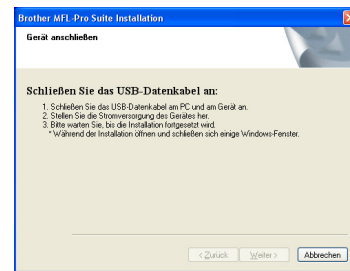 Brother MFL-Pro Suite Installation
Gerät anschließen
Schließen Sie das USB-Datenkabel an:
1. Schließen Sie das USB-Datenkabel am PC und am Gerät an.
2. Stellen Sie die Stromversorgung des Gerätes her.
3. Bitte warten Sie, bis die Installation fortgesetzt wird.
* Während der Installation öffnen und schließen sich einige Windows-Fenster.
< Zurück Weiter > Abbrechen